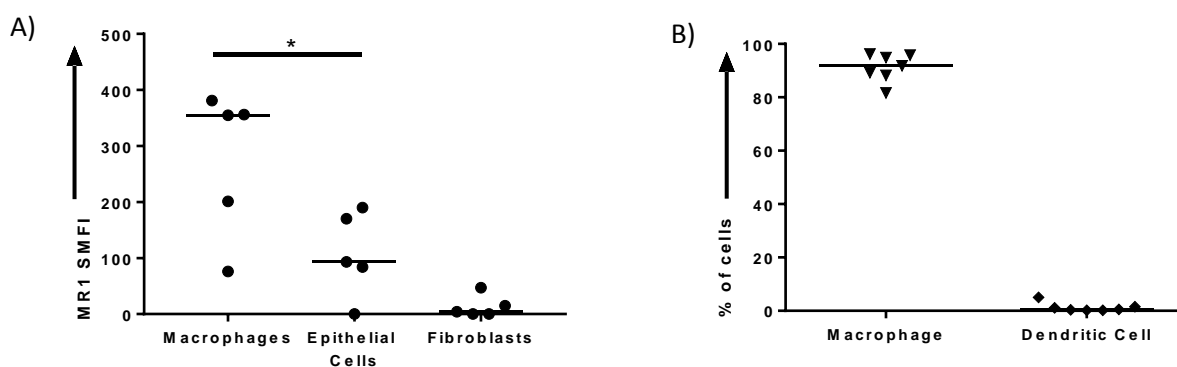 A)
MR1 SMFI
500
400
300
200
100
0
*
Macrophages
Epithelial
Cells
Fibroblasts
B)
% of cells
100
80
60
40
20
0
Macrophage
Dendritic Cell